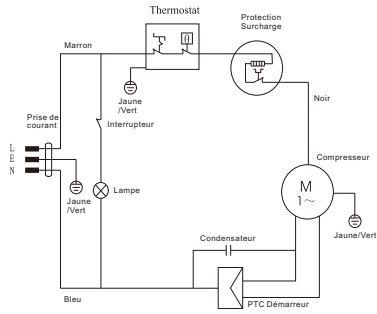 Thermostat
Protection
Surcharge
Marron
Jaune
/Vert
Noir
Prise de
courant
Interrupteur
L
E
N
Compresseur
M
1~
Lampe
Jaune
/Vert
Jaune/Vert
Condensateur
Bleu
PTC Démarreur